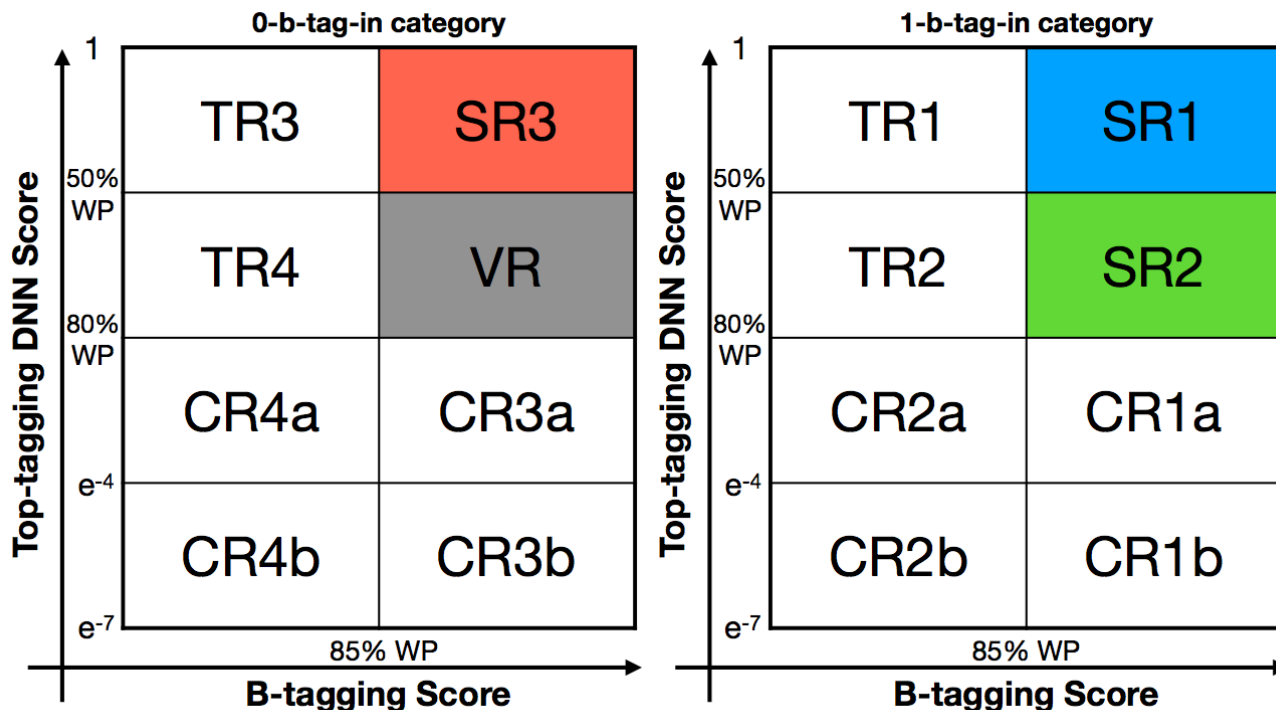 0-b-tag-in category
1
TR3 SR3
50%
WP
TR4 VR
80%
WP
CR4a CR3a
e-4
CR4b CR3b
e-7
85% WP
B-tagging Score
Top-tagging DNN Score
1-b-tag-in category
1
TR1 SR1
50%
WP
TR2 SR2
80%
WP
CR2a CR1a
e-4
CR2b CR1b
e-7
85% WP
B-tagging Score
Top-tagging DNN Score